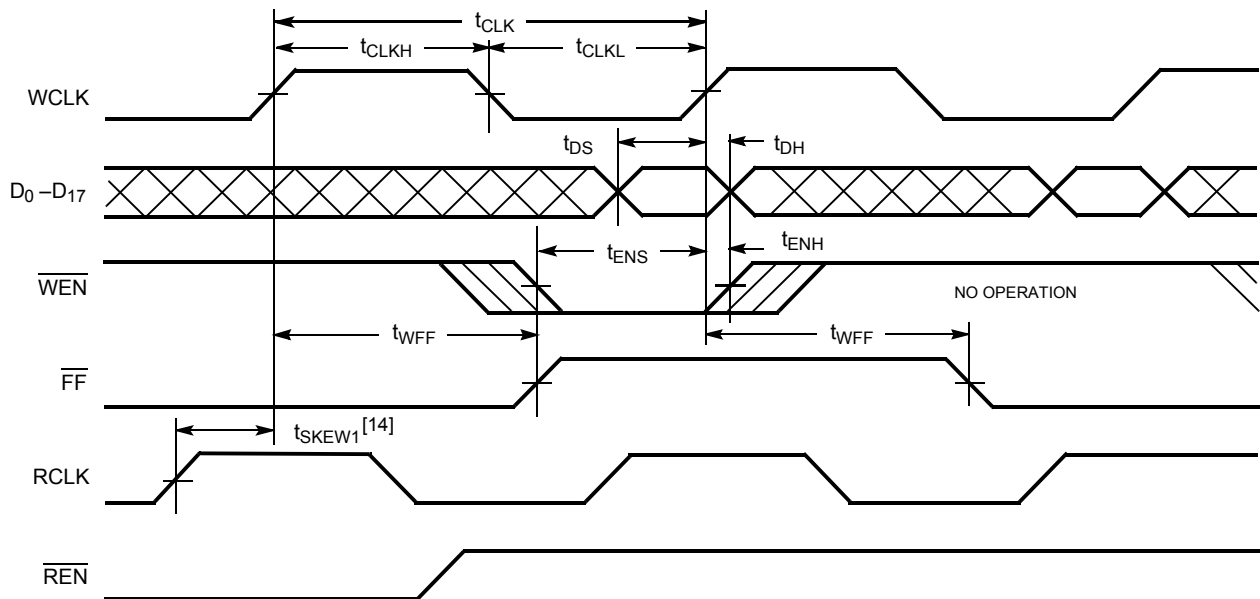 tCLK
tCLKH
tCLKL
WCLK
tDS
tDH
D0 –D17
tENS
tENH
WEN
NO OPERATION
tWFF
tWFF
FF
tSKEW1[14]
RCLK
REN